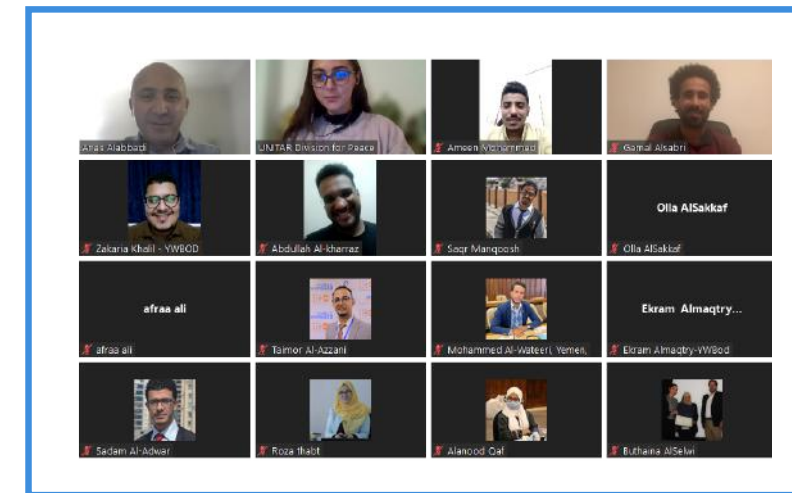 Anas Alabbadi
UNITAR Division for Peace
Ameen Mohammed
Gamal Alsabri
Zakaria Khalil - YWBOD
Abdullah Al-kharraz
Saqr Manqoosh
Olla AlSakkaf
Olla AlSakkaf
afraa ali
afraa ali
Taimor Al-Azzani
Mohammed Al-Wateeri, Yemen,
Ekram Almaqtry...
Ekram Almaqtry-YWBod
Sadam Al-Adwar
Roza thabt
Alanood Qaf
Buthaina AlSelwi